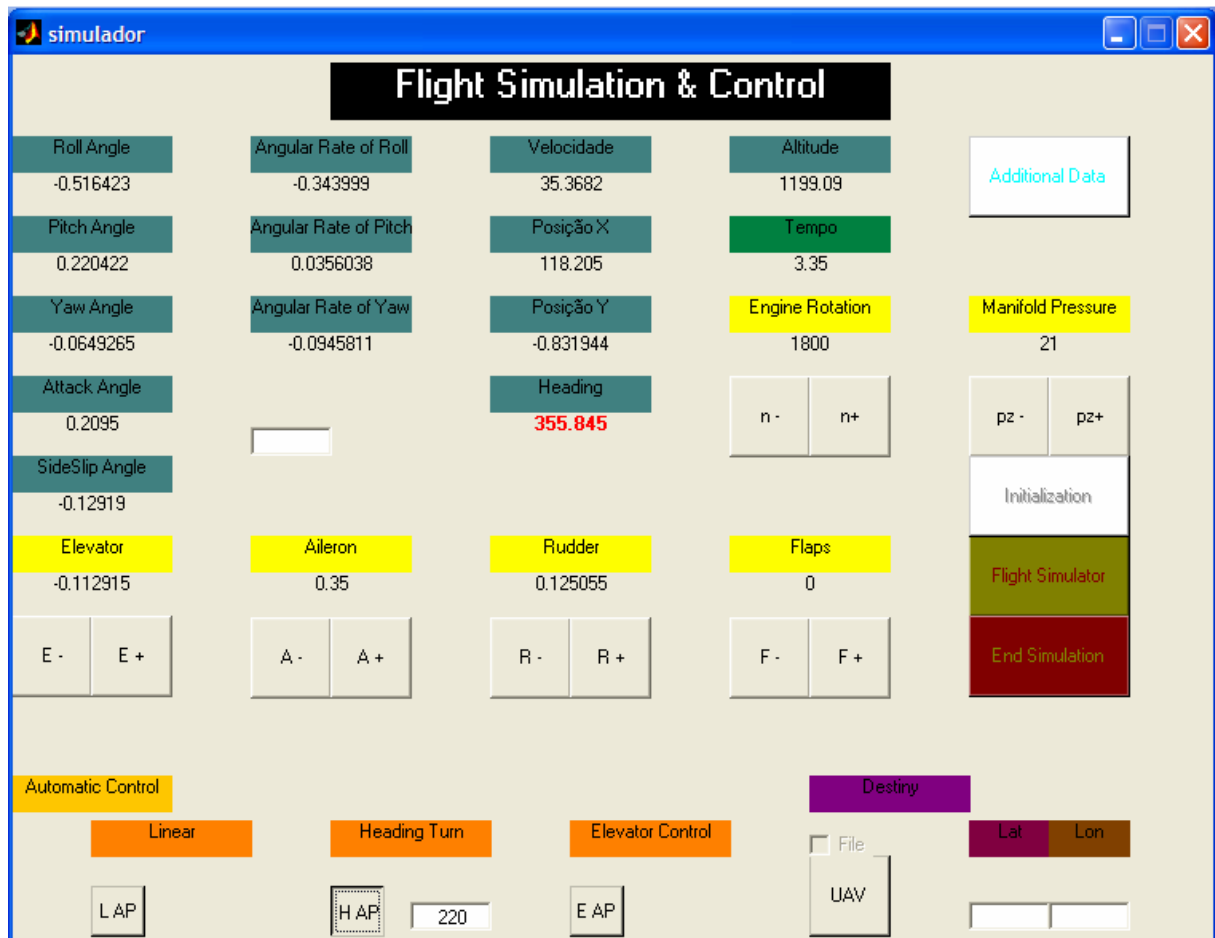 simulador
Flight Simulation & Control
Roll Angle Angular Rate of Roll Velocidade Altitude
-0.516423 -0.343999 35.3682 1199.09 Additional Data
Pitch Angle Angular Rate of Pitch Posição X Tempo
0.220422 0.0356038 118.205 3.35
Yaw Angle Angular Rate of Yaw Posição Y Engine Rotation Manifold Pressure
-0.0649265 -0.0945811 -0.831944 1800 21
Attack Angle Heading
0.2095 355.845 n - n+ pz - pz+
SideSlip Angle
-0.12919 Initialization
Elevator Aileron Rudder Flaps
-0.112915 0.35 0.125055 0 Flight Simulator
E - E + A - A + R - R + F - F + End Simulation
Automatic Control Destiny
Linear Heading Turn Elevator Control File Lat Lon
L AP H AP 220 E AP UAV